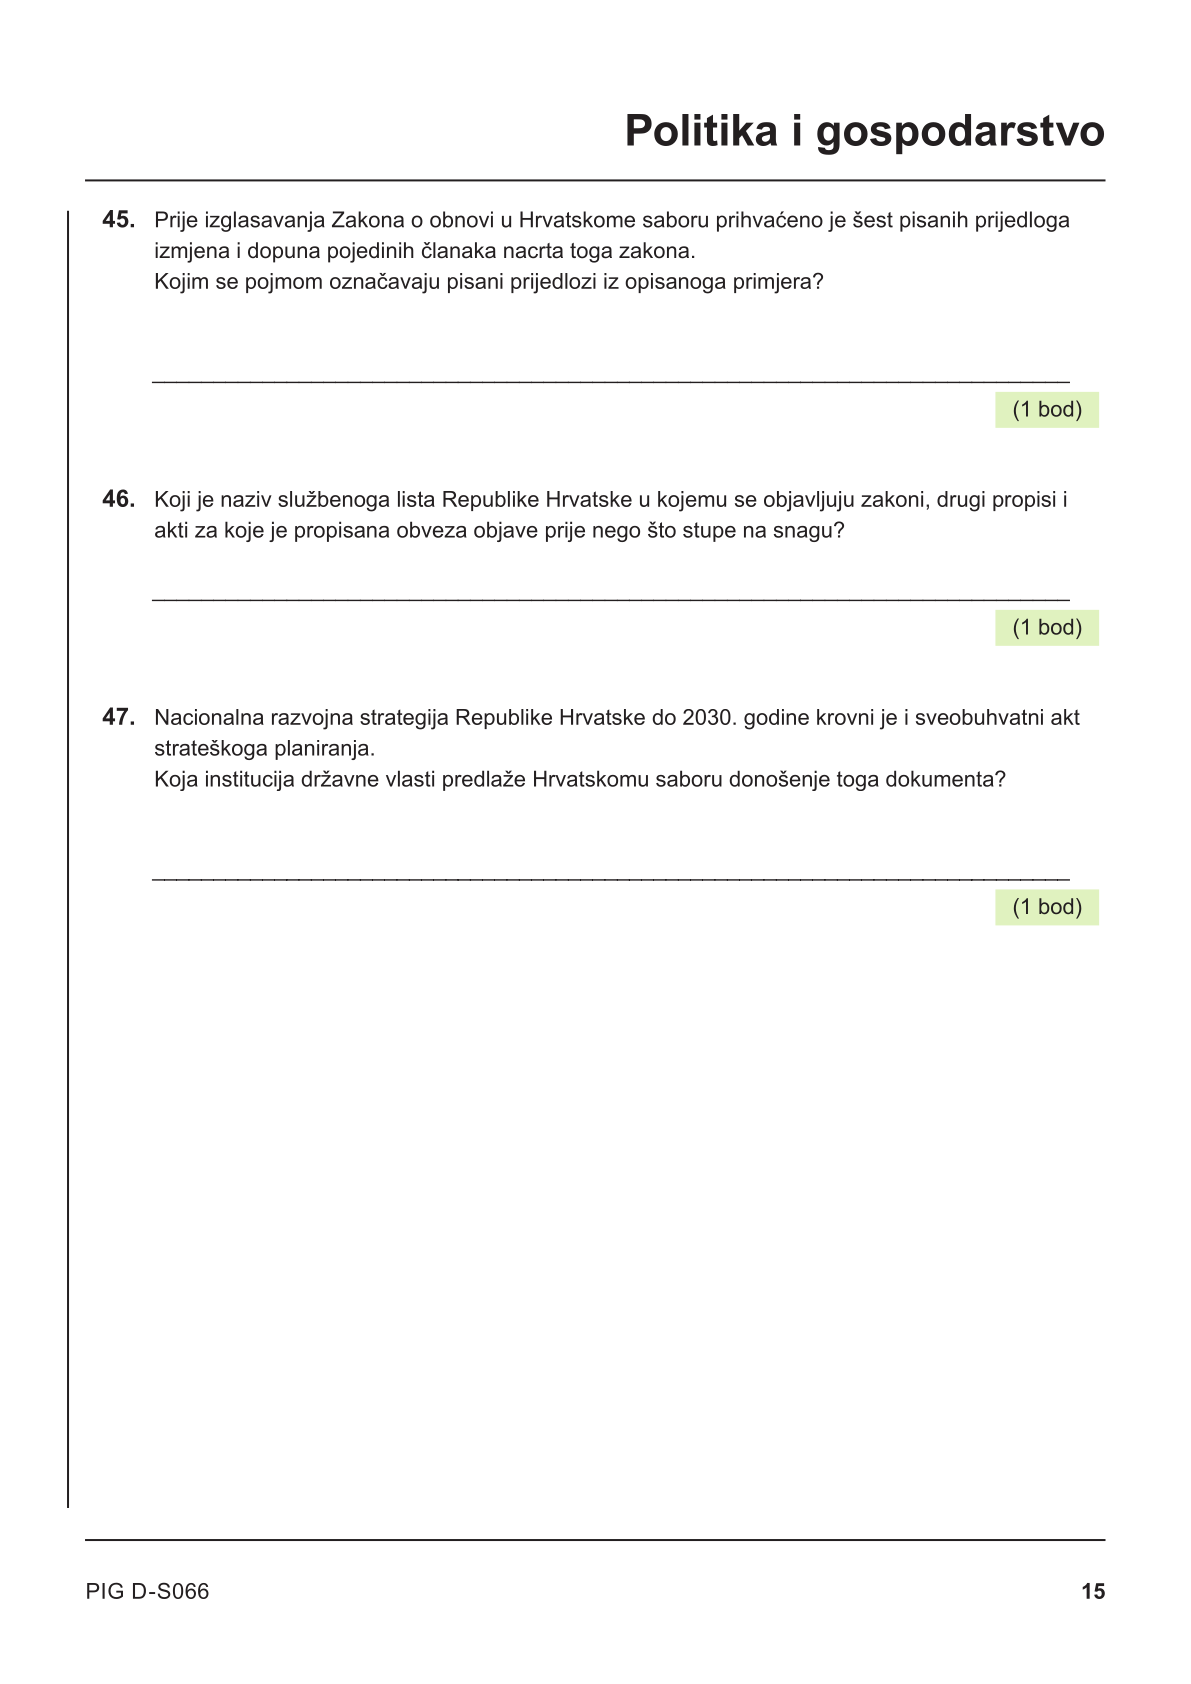 Politika i gospodarstvo
45. Prije izglasavanja Zakona o obnovi u Hrvatskome saboru prihvaćeno je šest pisanih prijedloga
izmjena i dopuna pojedinih članaka nacrta toga zakona.
Kojim se pojmom označavaju pisani prijedlozi iz opisanoga primjera?
(1 bod)
46. Koji je naziv službenoga lista Republike Hrvatske u kojemu se objavljuju zakoni, drugi propisi i
akti za koje je propisana obveza objave prije nego što stupe na snagu?
(1 bod)
47. Nacionalna razvojna strategija Republike Hrvatske do 2030. godine krovni je i sveobuhvatni akt
strateškoga planiranja.
Koja institucija državne vlasti predlaže Hrvatskomu saboru donošenje toga dokumenta?
(1 bod)
PIG D-S066
15